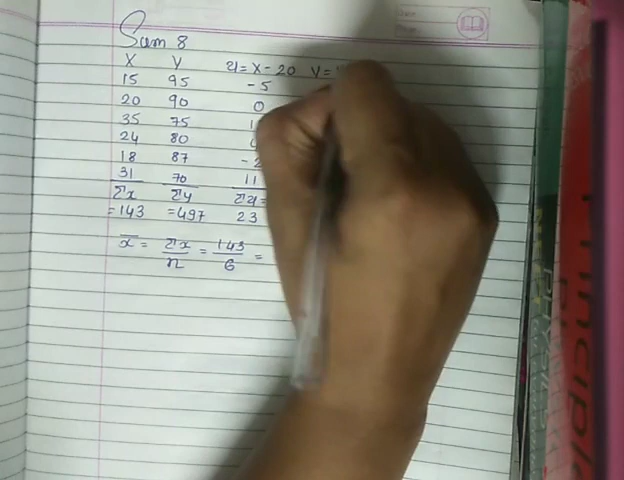 Sum 8
X Y u = x - 20 V =
15 95 -5
20 90 0
35 75
24 80
18 87 -2
31 70 11
Σx Σy Σu =
= 143 = 497 23
x̄ = Σx/n = 143/6 =